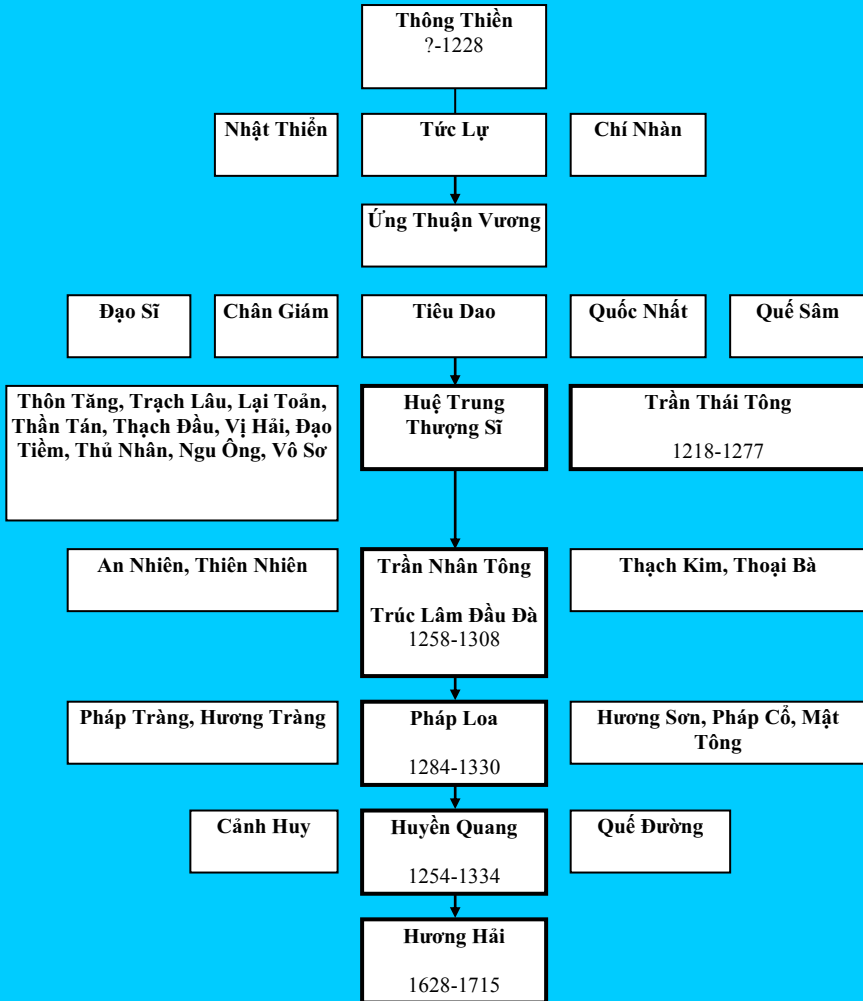 Thông Thiền
?-1228
Nhật Thiển
Tức Lự
Chí Nhàn
Ứng Thuận Vương
Đạo Sĩ
Chân Giám
Tiêu Dao
Quốc Nhất
Quế Sâm
Thôn Tăng, Trạch Lâu, Lại Toản,
Thần Tán, Thạch Đầu, Vị Hải, Đạo
Tiềm, Thủ Nhân, Ngu Ông, Vô Sơ
Huệ Trung
Thượng Sĩ
Trần Thái Tông
1218-1277
An Nhiên, Thiên Nhiên
Trần Nhân Tông
Trúc Lâm Đầu Đà
1258-1308
Thạch Kim, Thoại Bà
Pháp Tràng, Hương Tràng
Pháp Loa
1284-1330
Hương Sơn, Pháp Cổ, Mật
Tông
Cảnh Huy
Huyền Quang
1254-1334
Quế Đường
Hương Hải
1628-1715